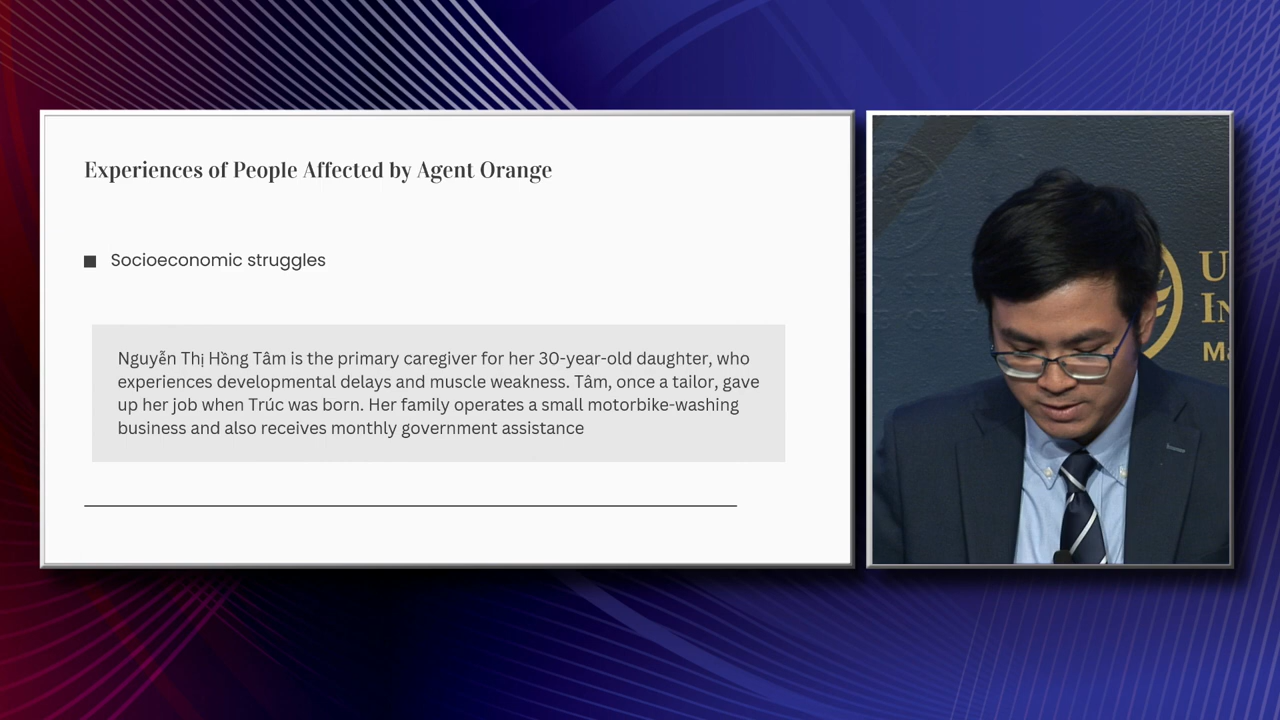 Experiences of People Affected by Agent Orange
Socioeconomic struggles
Nguyễn Thị Hồng Tâm is the primary caregiver for her 30-year-old daughter, who
experiences developmental delays and muscle weakness. Tâm, once a tailor, gave
up her job when Trúc was born. Her family operates a small motorbike-washing
business and also receives monthly government assistance